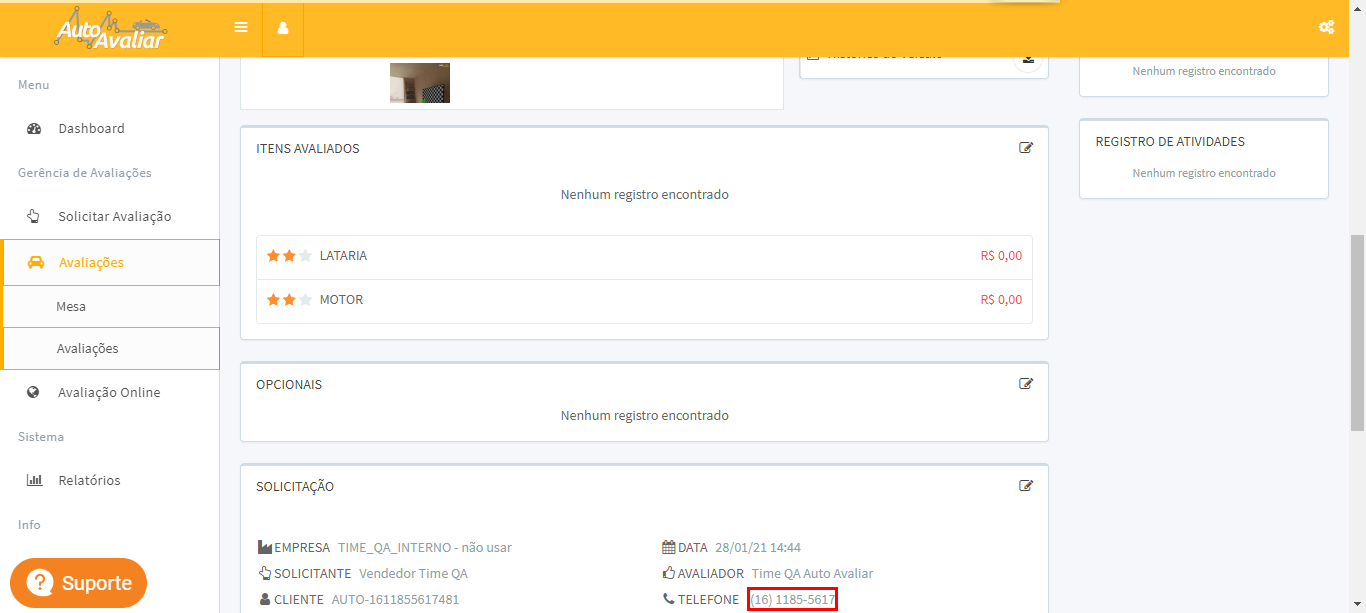 AutoAvaliar
Nenhum registro encontrado
Menu
Dashboard
ITENS AVALIADOS
REGISTRO DE ATIVIDADES
Gerência de Avaliações
Nenhum registro encontrado
Nenhum registro encontrado
Solicitar Avaliação
LATARIA R$ 0,00
Avaliações
MOTOR R$ 0,00
Mesa
Avaliações
OPCIONAIS
Avaliação Online
Nenhum registro encontrado
Sistema
Relatórios
SOLICITAÇÃO
Info
EMPRESA TIME_QA_INTERNO - não usar DATA 28/01/21 14:44
SOLICITANTE Vendedor Time QA AVALIADOR Time QA Auto Avaliar
Suporte
CLIENTE AUTO-1611855617481 TELEFONE (16) 1185-5617